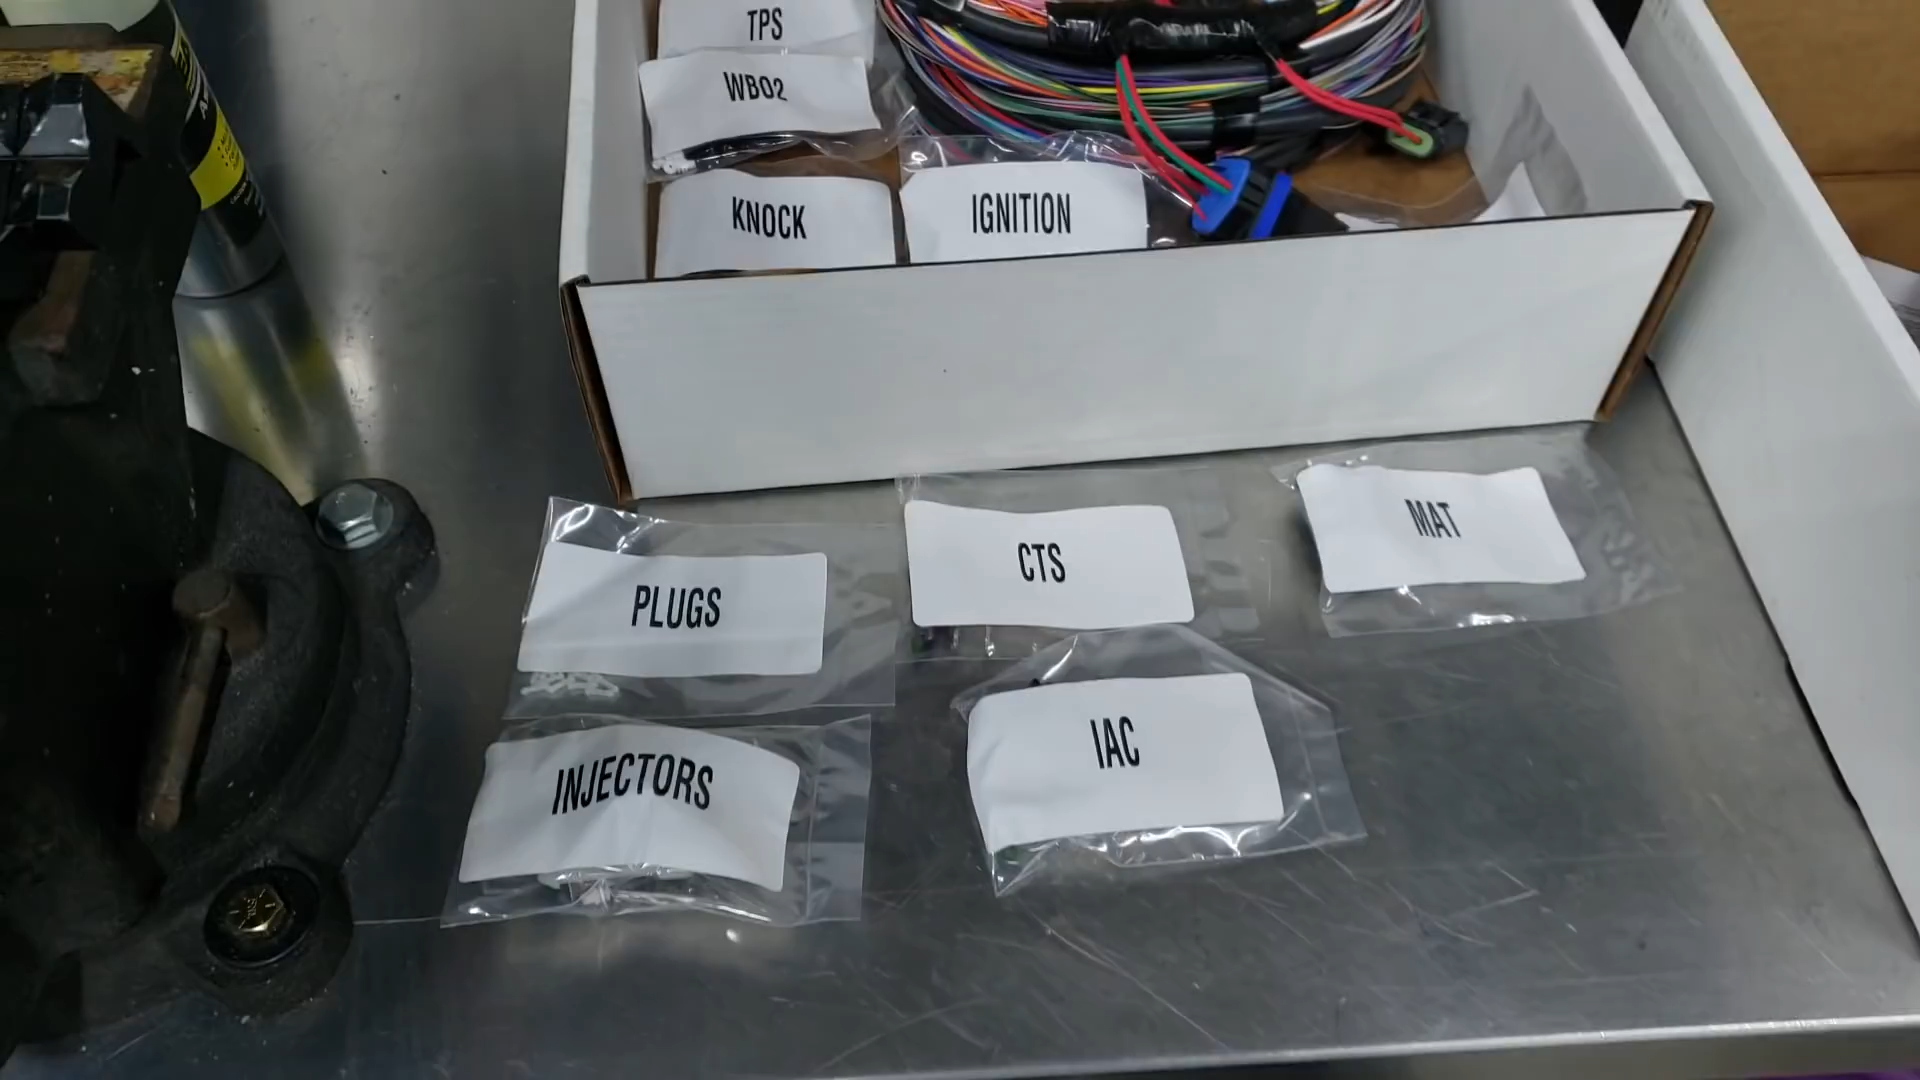 TPS
WBO2
KNOCK
IGNITION
PLUGS
CTS
MAT
INJECTORS
IAC